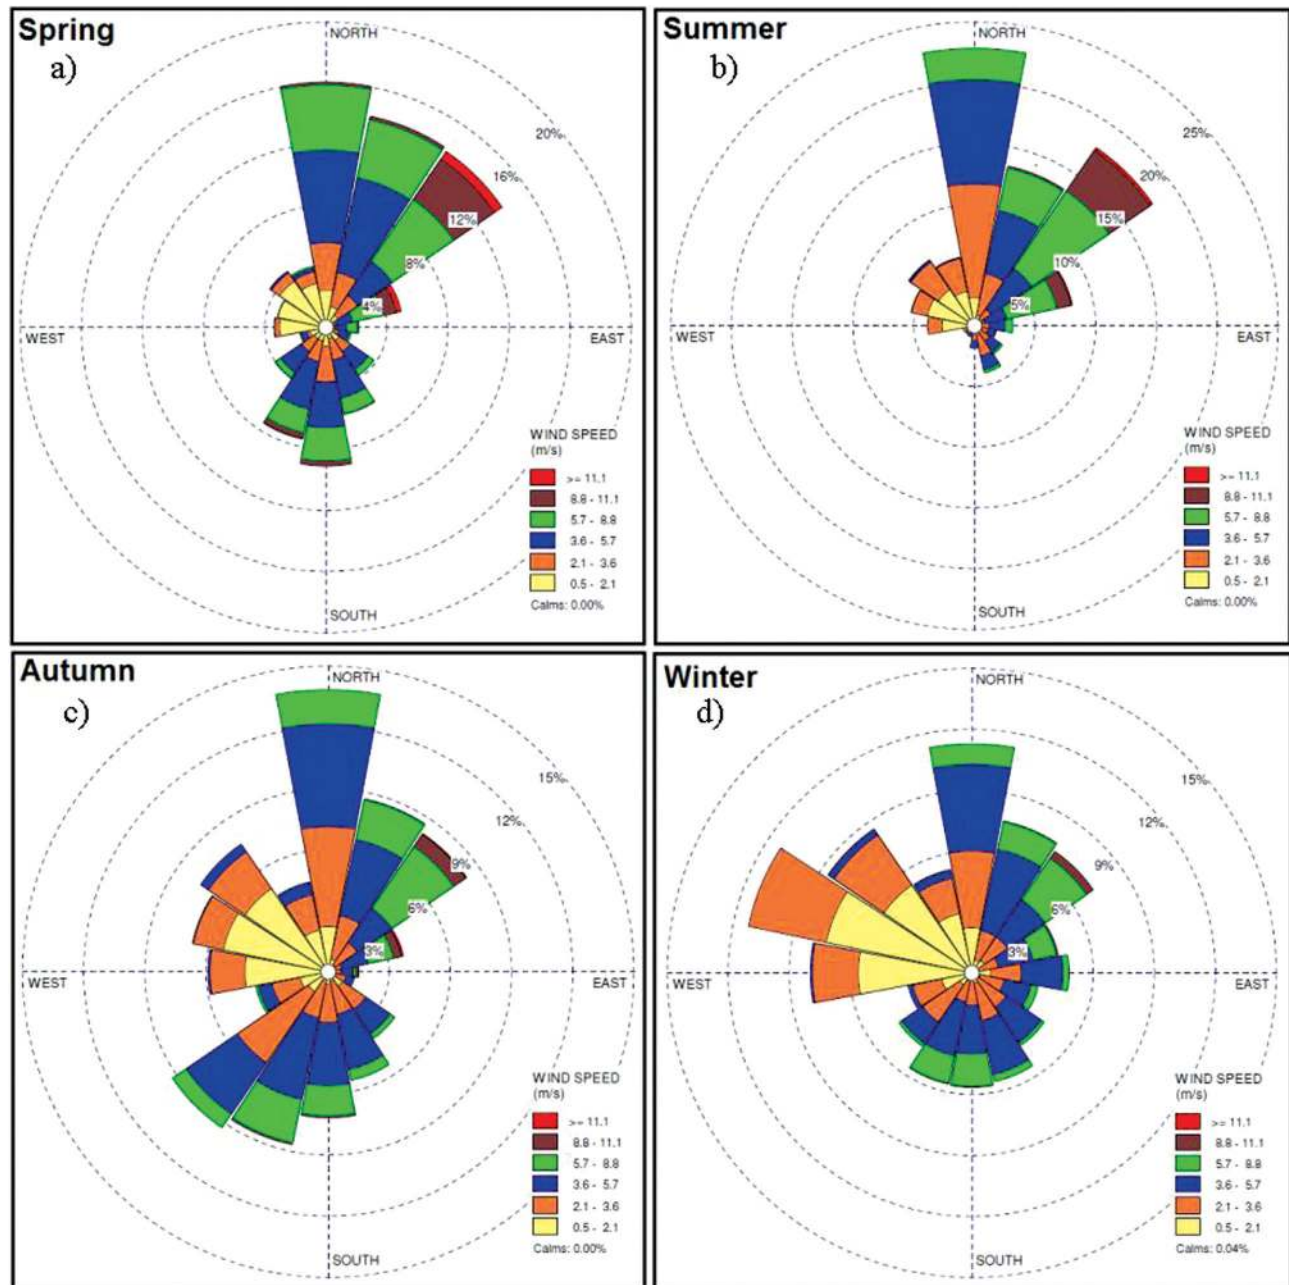 Spring
a)
NORTH
20%
16%
12%
8%
4%
WEST
EAST
WIND SPEED
(m/s)
>= 11.1
8.8 - 11.1
5.7 - 8.8
3.6 - 5.7
2.1 - 3.6
0.5 - 2.1
Calms: 0.00%
SOUTH
Summer
b)
NORTH
25%
20%
15%
10%
5%
WEST
EAST
WIND SPEED
(m/s)
>= 11.1
8.8 - 11.1
5.7 - 8.8
3.6 - 5.7
2.1 - 3.6
0.5 - 2.1
Calms: 0.00%
SOUTH
Autumn
c)
NORTH
15%
12%
9%
6%
3%
WEST
EAST
WIND SPEED
(m/s)
>= 11.1
8.8 - 11.1
5.7 - 8.8
3.6 - 5.7
2.1 - 3.6
0.5 - 2.1
Calms: 0.00%
SOUTH
Winter
d)
NORTH
15%
12%
9%
6%
3%
WEST
EAST
WIND SPEED
(m/s)
>= 11.1
8.8 - 11.1
5.7 - 8.8
3.6 - 5.7
2.1 - 3.6
0.5 - 2.1
Calms: 0.04%
SOUTH